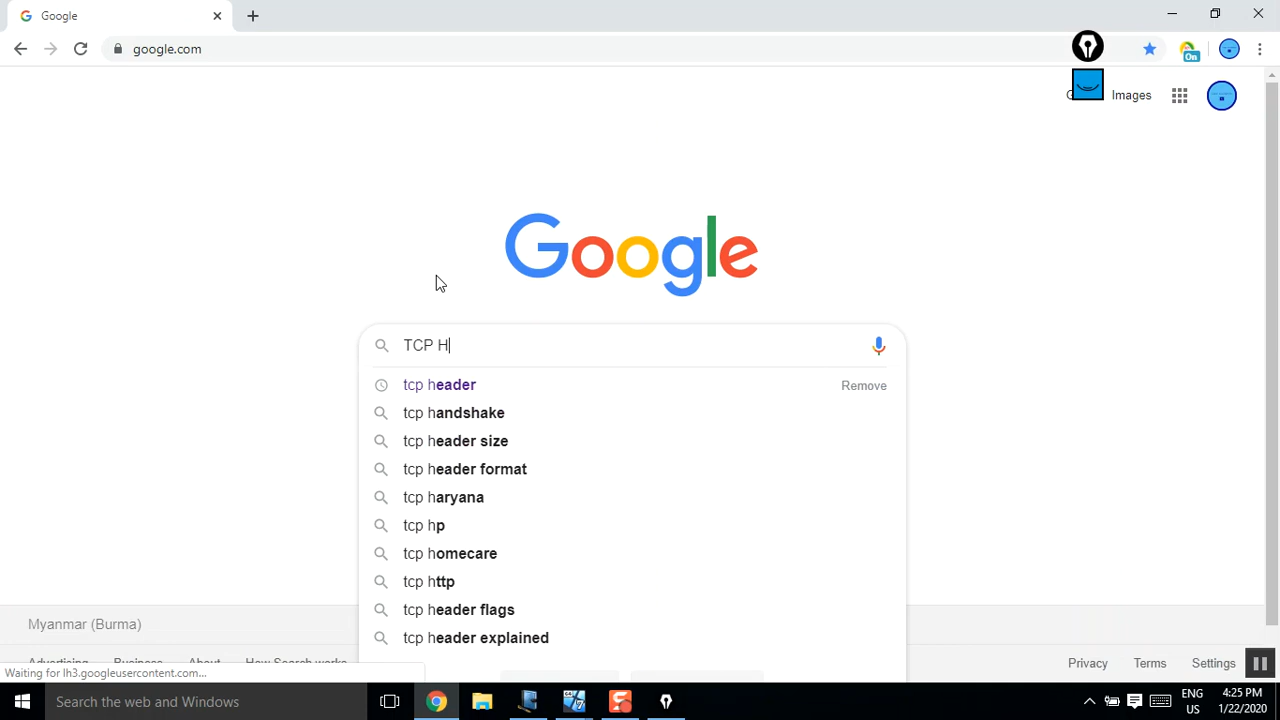 Google
google.com
On
Images
Google
TCP H
tcp header
Remove
tcp handshake
tcp header size
tcp header format
tcp haryana
tcp hp
tcp homecare
tcp http
tcp header flags
tcp header explained
Myanmar (Burma)
Advertising Business About How Search works
Privacy Terms Settings
Waiting for lh3.googleusercontent.com...
Search the web and Windows
ENG
US
4:25 PM
1/22/2020